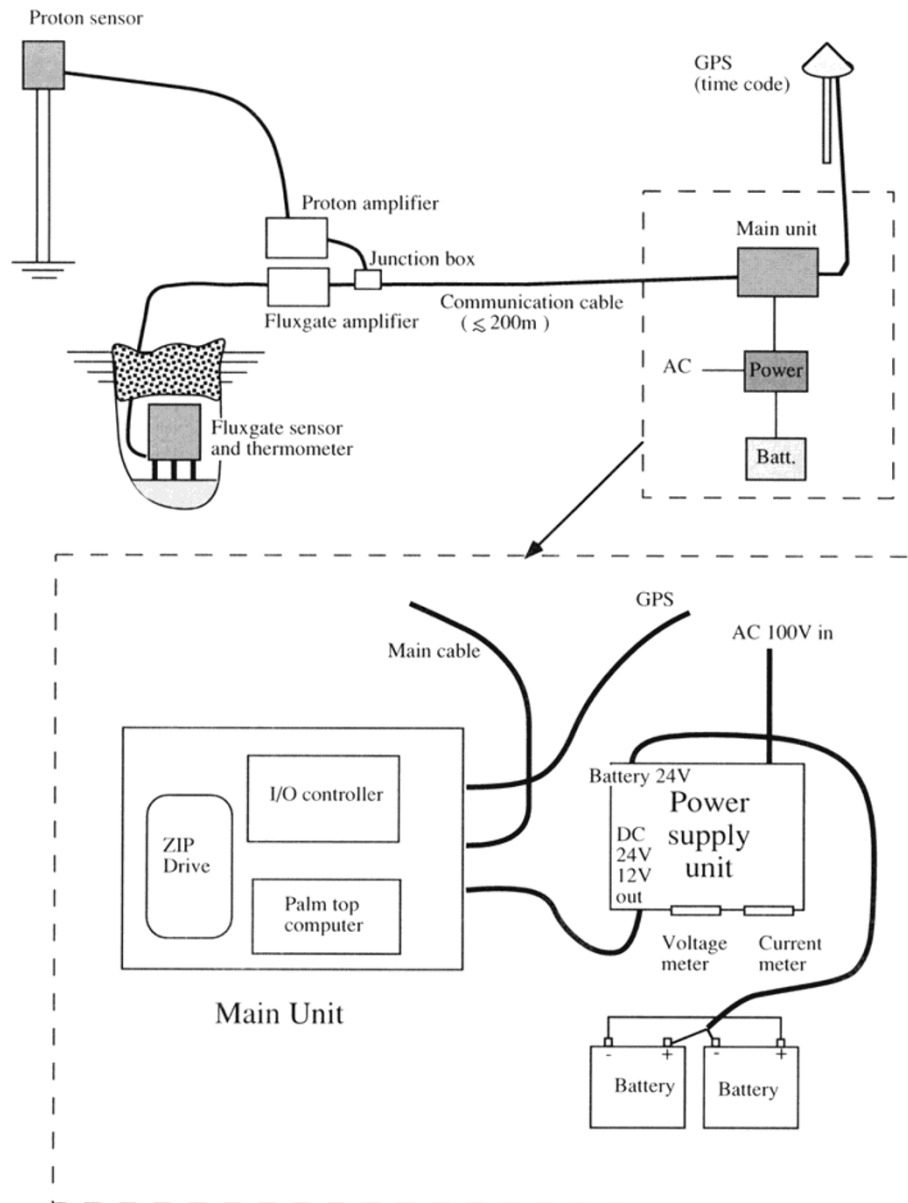 Proton sensor
GPS
(time code)
Proton amplifier
Main unit
Junction box
Communication cable
( ≲ 200m )
Fluxgate amplifier
AC
Power
Fluxgate sensor
and thermometer
Batt.
GPS
AC 100V in
Main cable
Battery 24V
I/O controller
Power
supply
unit
DC
24V
12V
out
ZIP
Drive
Palm top
computer
Voltage
meter
Current
meter
Main Unit
- + - +
Battery
Battery